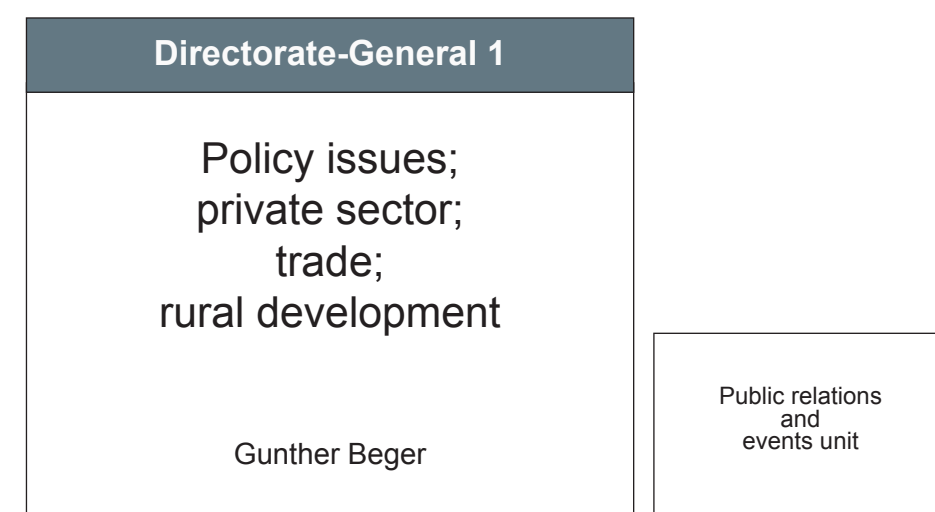 Directorate-General 1
Policy issues;
private sector;
trade;
rural development
Gunther Beger
Public relations
and
events unit